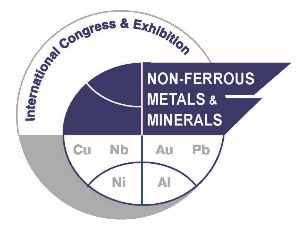 International Congress & Exhibition
NON-FERROUS
METALS &
MINERALS
Cu Nb Au Pb
Ni Al